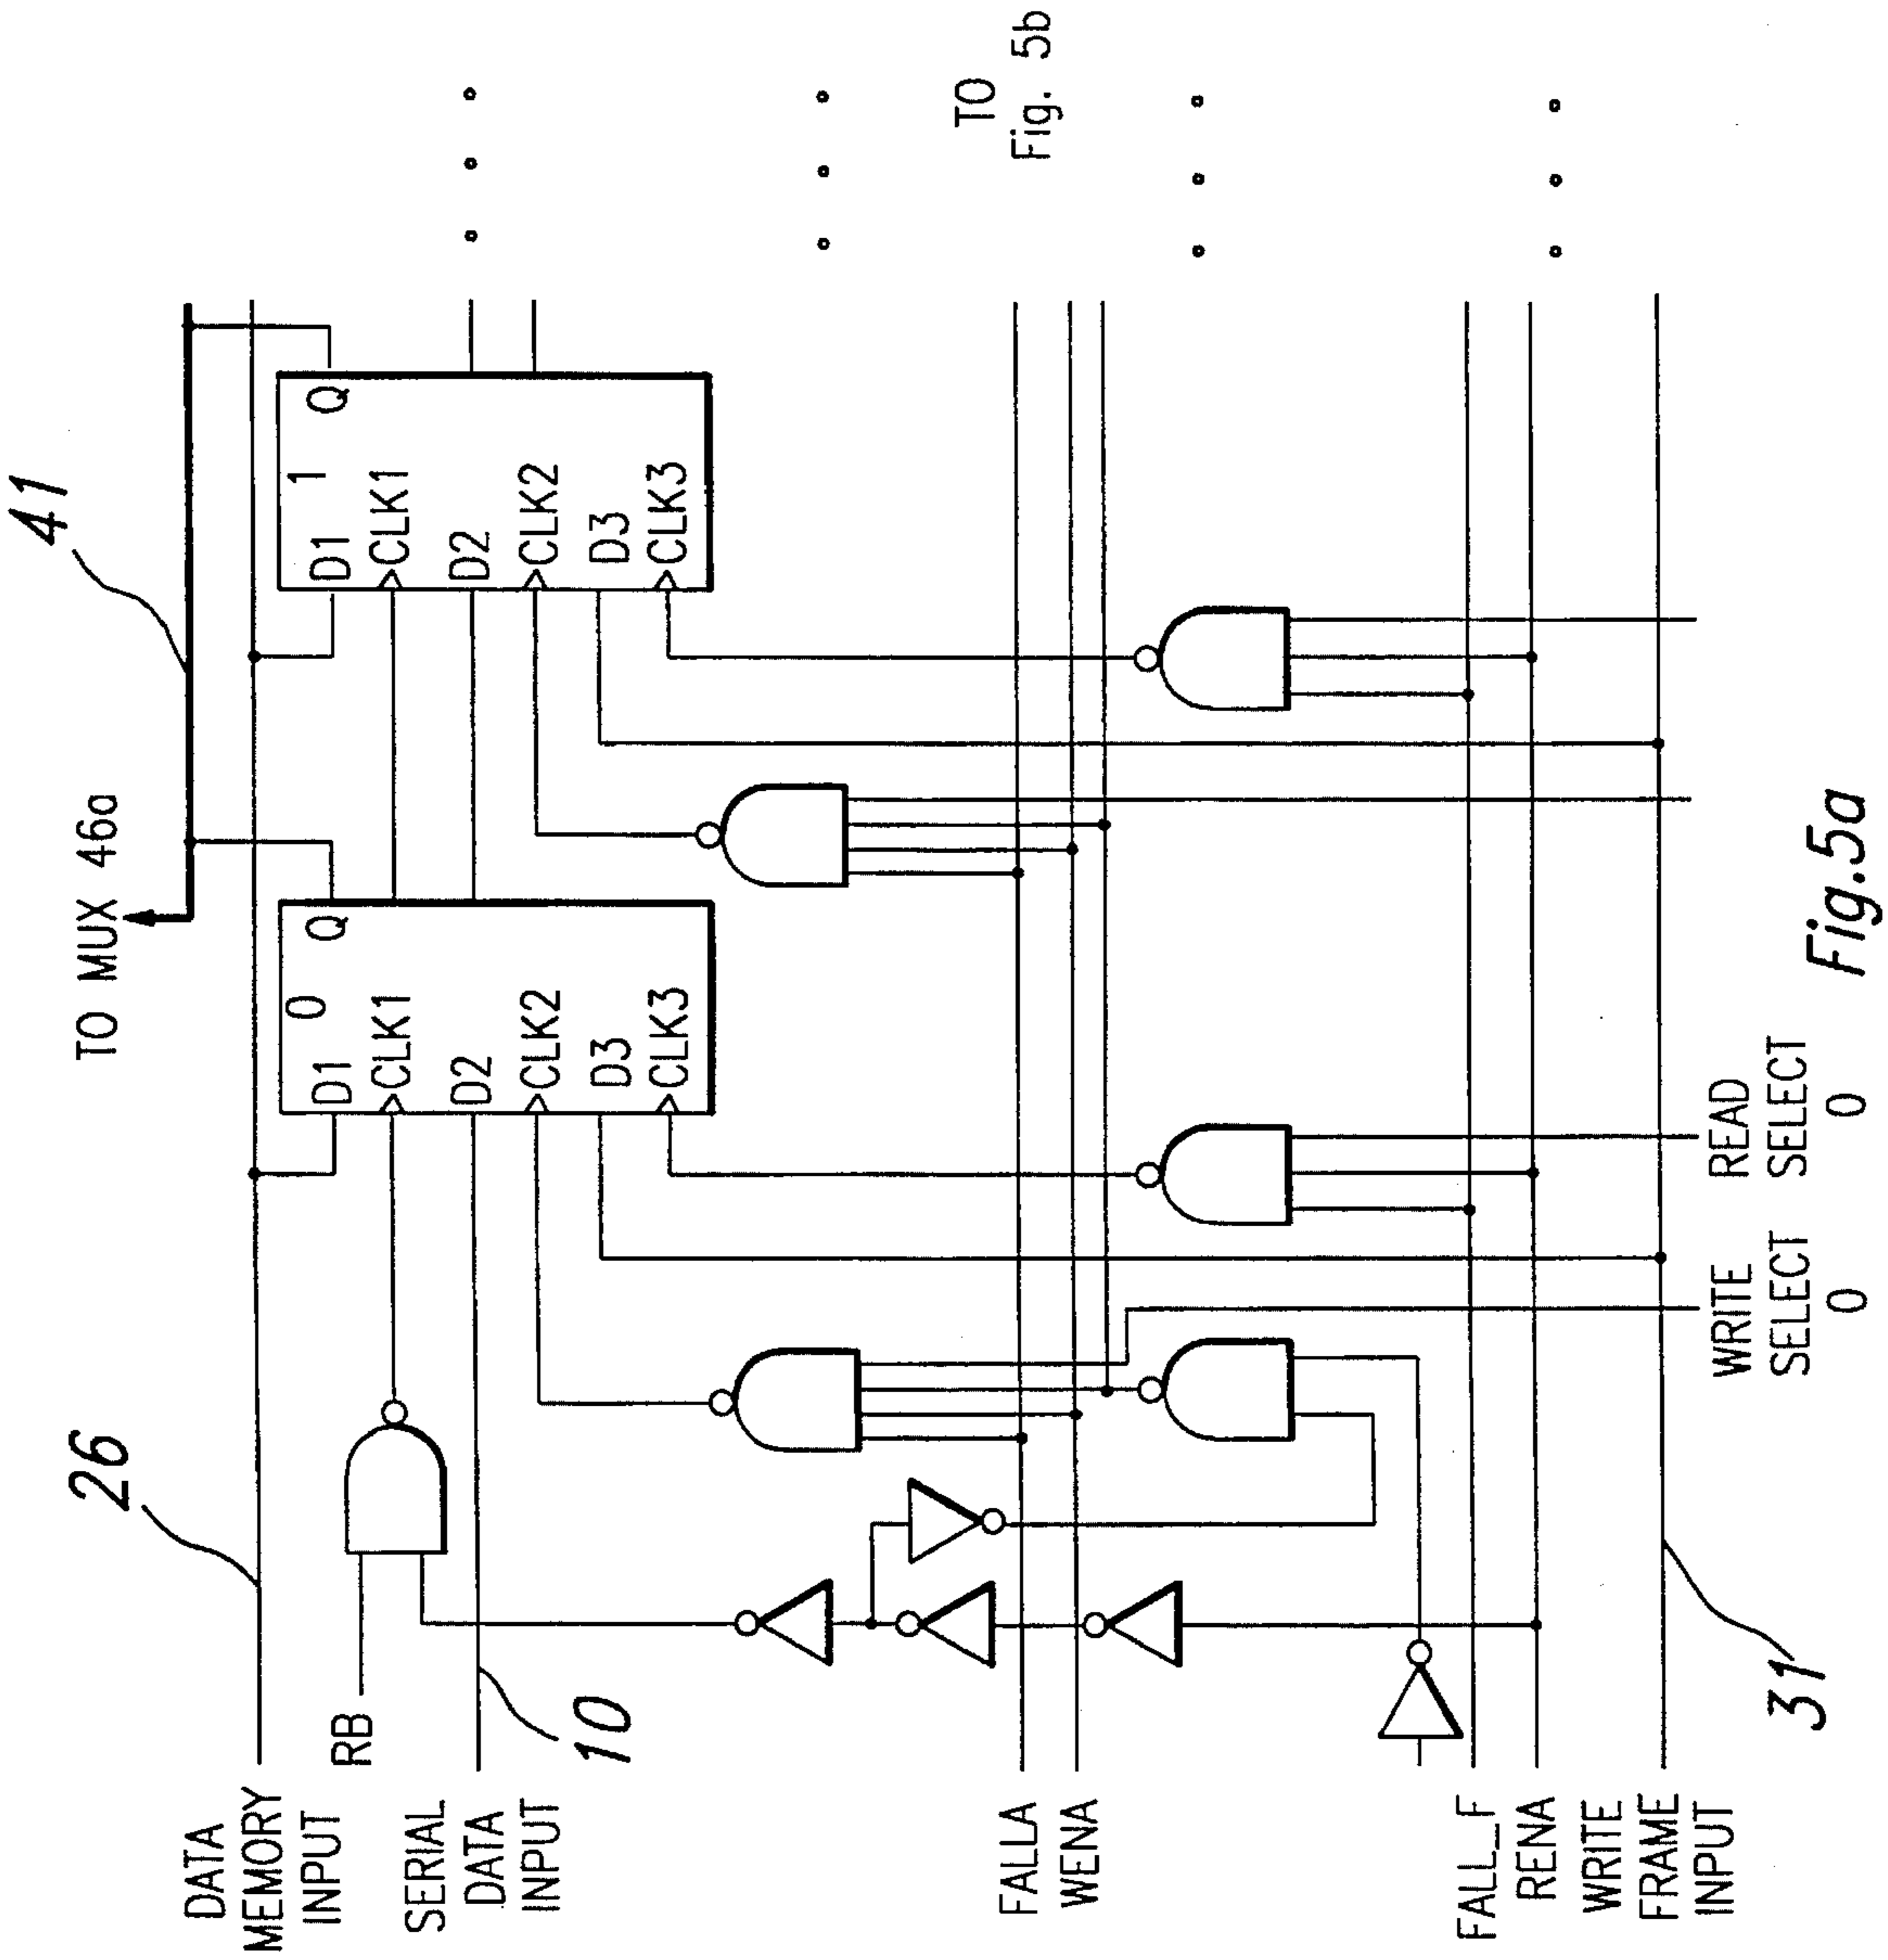 TO MUX 46a
41
26
DATA
MEMORY
INPUT
RB
SERIAL
DATA
INPUT
10
0
D1
Q
CLK1
D2
CLK2
D3
CLK3
1
D1
Q
CLK1
D2
CLK2
D3
CLK3
TO
Fig. 5b
FALLA
WENA
FALL_F
RENA
WRITE
FRAME
INPUT
31
WRITE
SELECT
0
READ
SELECT
0
Fig.5a